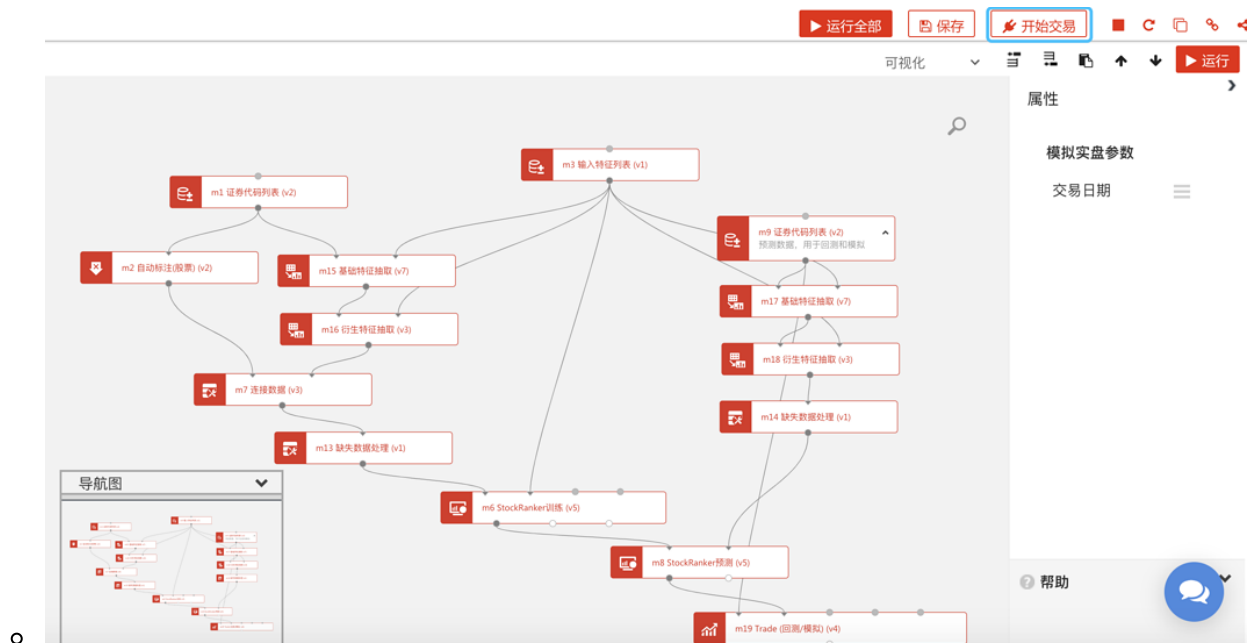 运行全部
保存
开始交易
可视化
运行
属性
模拟实盘参数
交易日期
m3 输入特征列表 (v1)
m1 证券代码列表 (v2)
m9 证券代码列表 (v2)
预测数据，用于回测和模拟
m2 自动标注(股票) (v2)
m15 基础特征抽取 (v7)
m17 基础特征抽取 (v7)
m16 衍生特征抽取 (v3)
m18 衍生特征抽取 (v3)
m7 连接数据 (v3)
m14 缺失数据处理 (v1)
m13 缺失数据处理 (v1)
导航图
m6 StockRanker训练 (v5)
m8 StockRanker预测 (v5)
帮助
m19 Trade (回测/模拟) (v4)